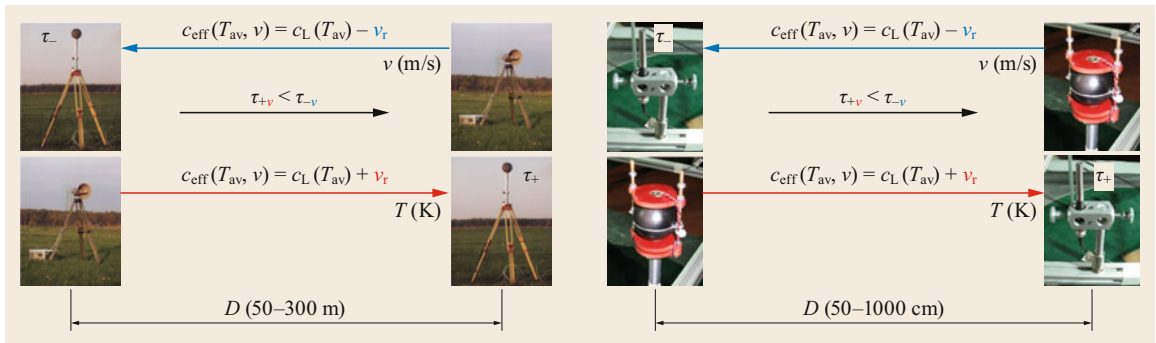 τ₋
c_eff (T_av, v) = c_L (T_av) – v_r
v (m/s)
τ₊ᵥ < τ₋ᵥ
c_eff (T_av, v) = c_L (T_av) + v_r
τ₊
T (K)
D (50–300 m)
τ₋
c_eff (T_av, v) = c_L (T_av) – v_r
v (m/s)
τ₊ᵥ < τ₋ᵥ
c_eff (T_av, v) = c_L (T_av) + v_r
τ₊
T (K)
D (50–1000 cm)